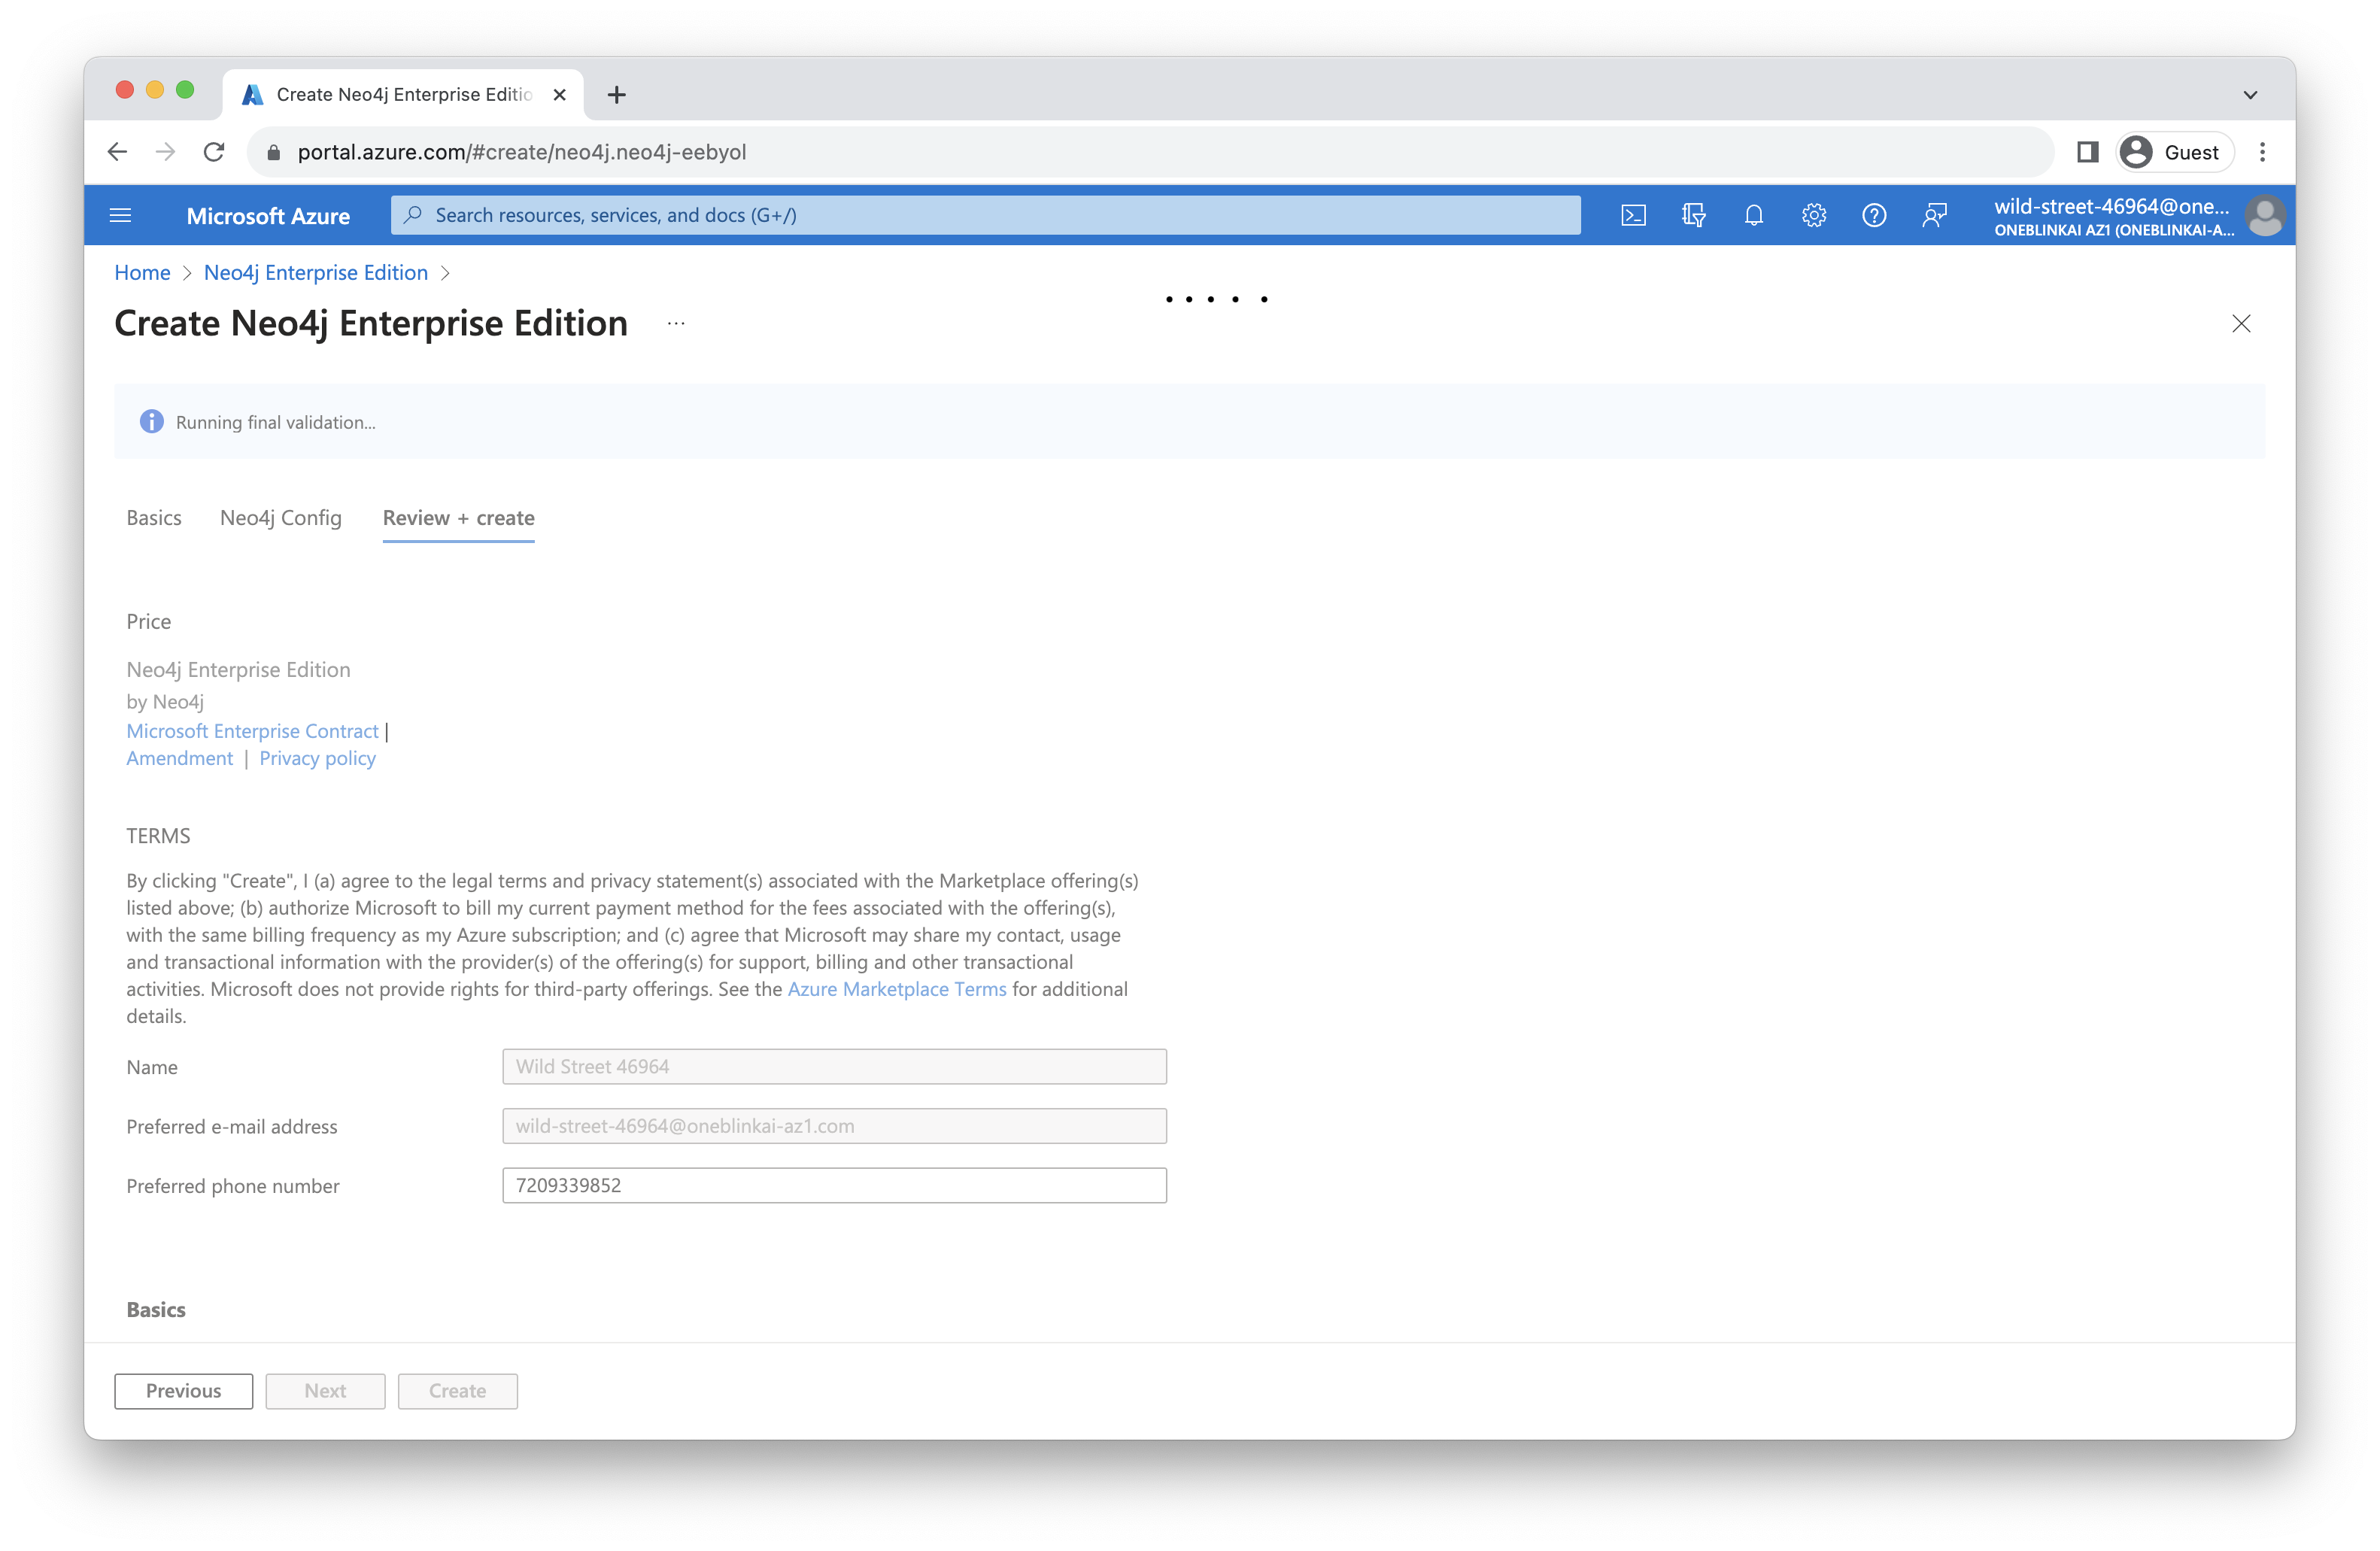 Create Neo4j Enterprise Editio
portal.azure.com/#create/neo4j.neo4j-eebyol
Guest
Microsoft Azure
Search resources, services, and docs (G+/)
wild-street-46964@one...
ONEBLINKAI AZ1 (ONEBLINKAI-A...
Home > Neo4j Enterprise Edition >
Create Neo4j Enterprise Edition ...
Running final validation...
Basics Neo4j Config Review + create
Price
Neo4j Enterprise Edition
by Neo4j
Microsoft Enterprise Contract |
Amendment | Privacy policy
TERMS
By clicking "Create", I (a) agree to the legal terms and privacy statement(s) associated with the Marketplace offering(s)
listed above; (b) authorize Microsoft to bill my current payment method for the fees associated with the offering(s),
with the same billing frequency as my Azure subscription; and (c) agree that Microsoft may share my contact, usage
and transactional information with the provider(s) of the offering(s) for support, billing and other transactional
activities. Microsoft does not provide rights for third-party offerings. See the Azure Marketplace Terms for additional
details.
Name Wild Street 46964
Preferred e-mail address wild-street-46964@oneblinkai-az1.com
Preferred phone number 7209339852
Basics
Previous Next Create